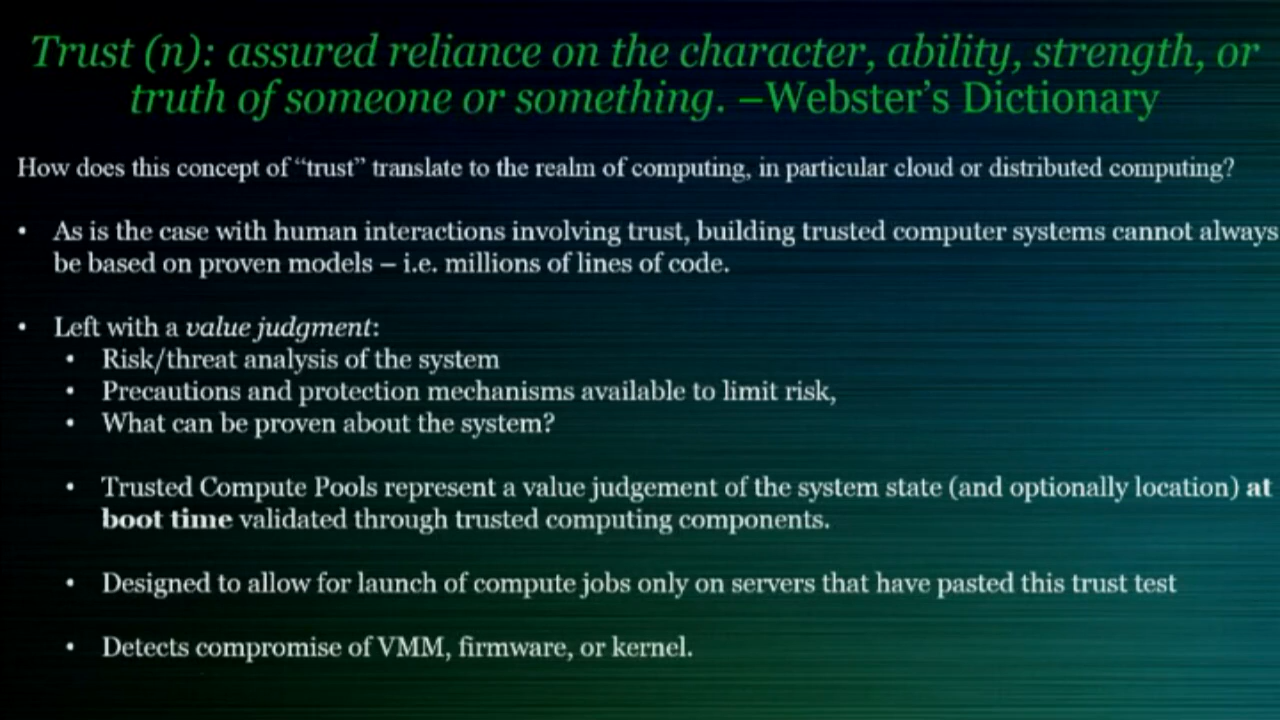 Trust (n): assured reliance on the character, ability, strength, or
truth of someone or something. –Webster's Dictionary
How does this concept of "trust" translate to the realm of computing, in particular cloud or distributed computing?
• As is the case with human interactions involving trust, building trusted computer systems cannot always
be based on proven models – i.e. millions of lines of code.
• Left with a value judgment:
• Risk/threat analysis of the system
• Precautions and protection mechanisms available to limit risk,
• What can be proven about the system?
• Trusted Compute Pools represent a value judgement of the system state (and optionally location) at
boot time validated through trusted computing components.
• Designed to allow for launch of compute jobs only on servers that have pasted this trust test
• Detects compromise of VMM, firmware, or kernel.